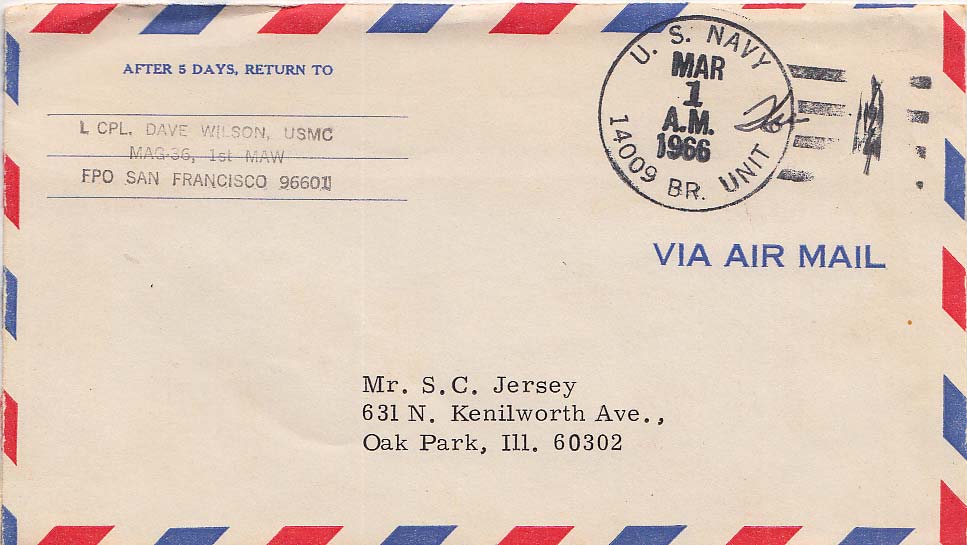 AFTER 5 DAYS, RETURN TO
L CPL. DAVE WILSON, USMC
MAG-36, 1st MAW
FPO SAN FRANCISCO 96601
U. S. NAVY
MAR
1
A.M.
1966
14009 BR. UNIT
VIA AIR MAIL
Mr. S.C. Jersey
631 N. Kenilworth Ave.,
Oak Park, Ill. 60302